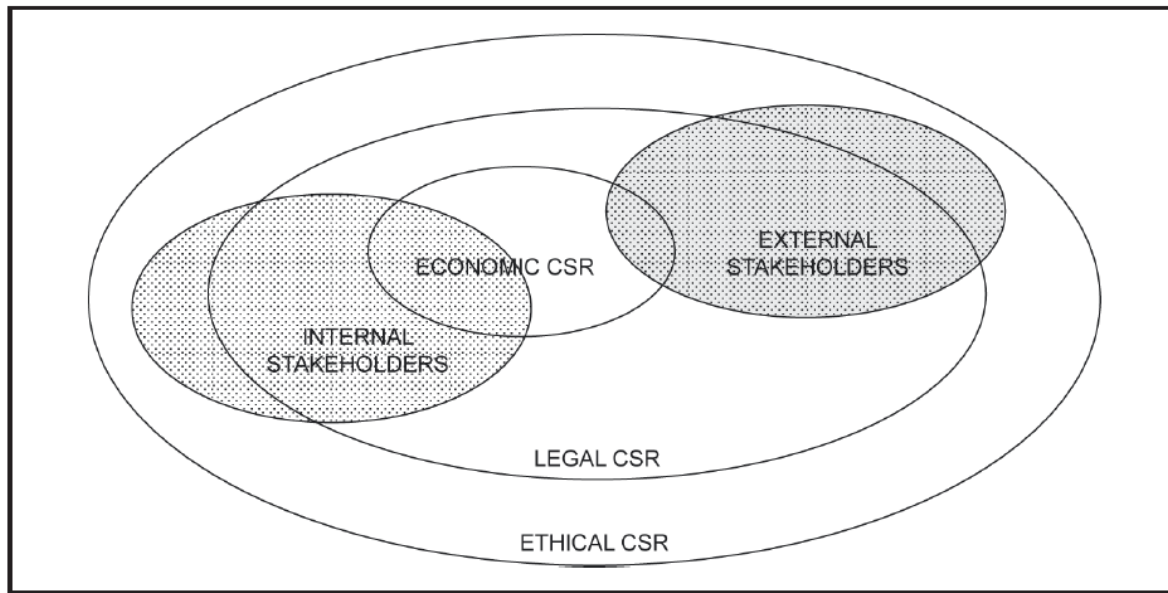 EXTERNAL
STAKEHOLDERS
ECONOMIC CSR
INTERNAL
STAKEHOLDERS
LEGAL CSR
ETHICAL CSR